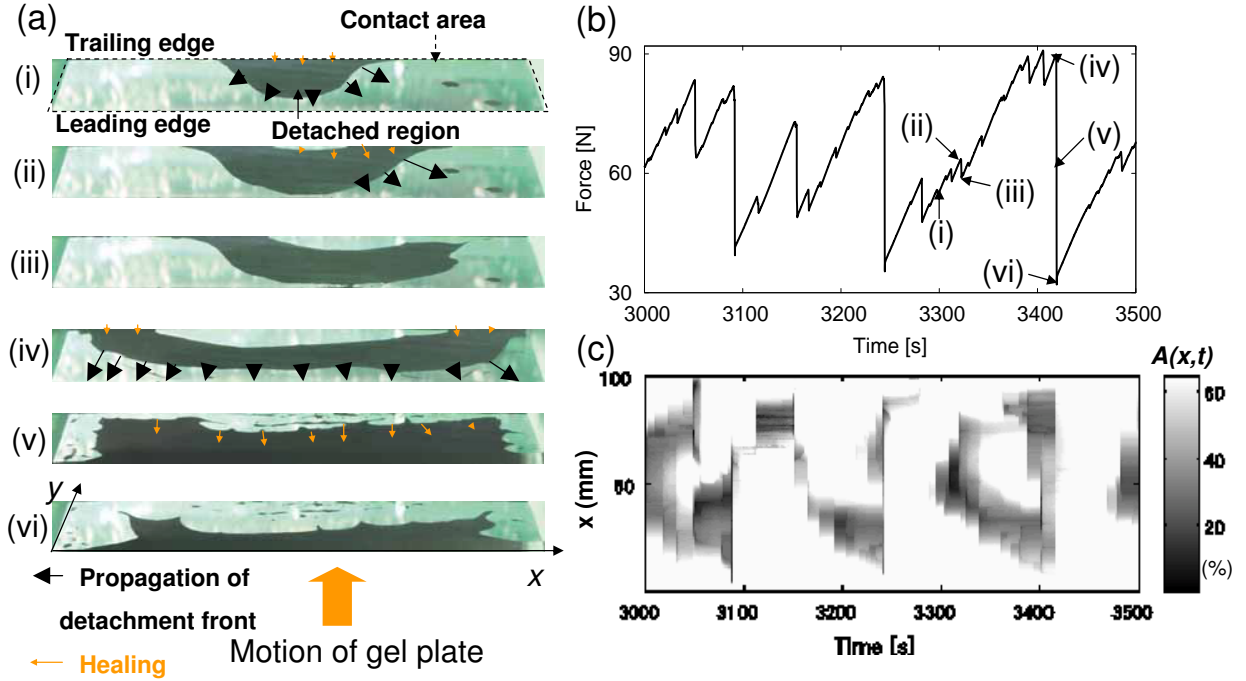 (a)
Trailing edge
Contact area
(i)
Leading edge
Detached region
(ii)
(iii)
(iv)
(v)
y
(vi)
x
Propagation of
detachment front
Healing
Motion of gel plate
(b)
90
60
30
Force [N]
(i)
(ii)
(iii)
(iv)
(v)
(vi)
3000 3100 3200 3300 3400 3500
Time [s]
(c)
A(x,t)
100
50
x (mm)
60
40
20
(%)
3000 3100 3200 3300 3400 3500
Time [s]